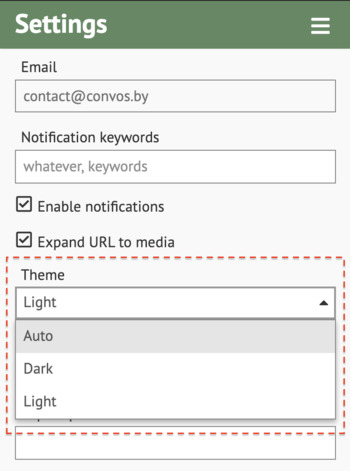 Settings
Email
contact@convos.by
Notification keywords
whatever, keywords
Enable notifications
Expand URL to media
Theme
Light
Auto
Dark
Light